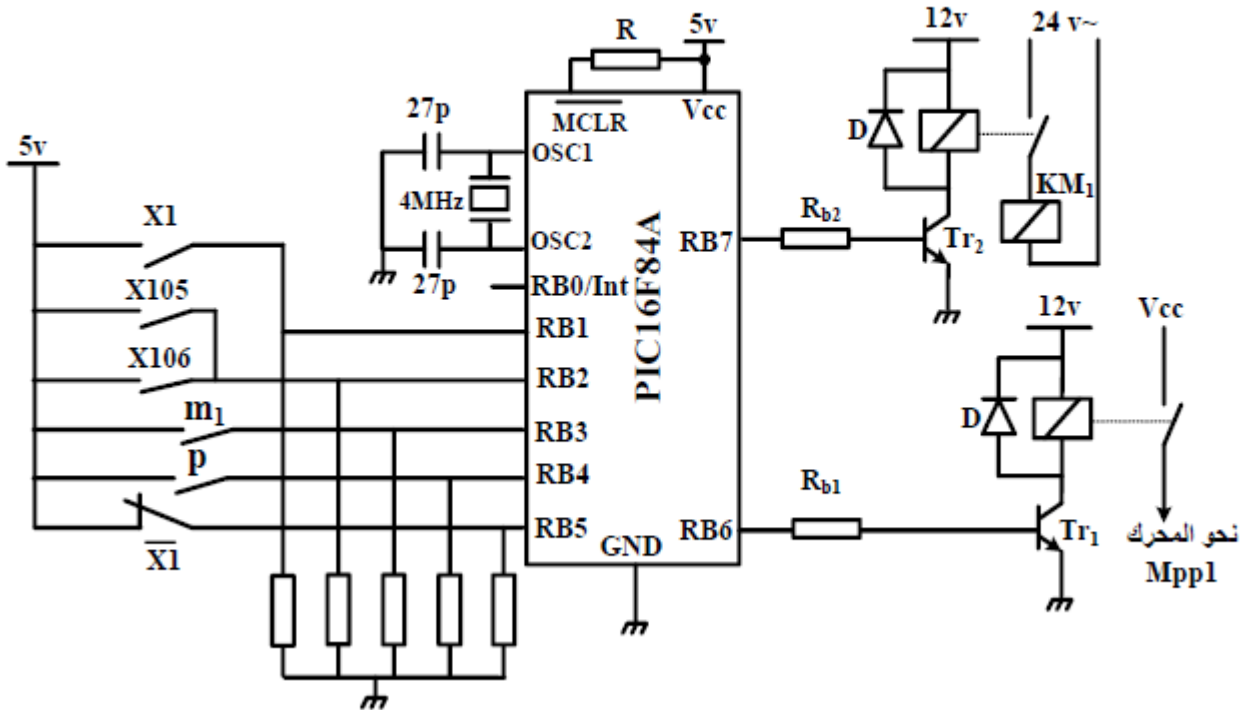 R
5v
12v
24 v~
MCLR
Vcc
27p
OSC1
D
5v
4MHz
KM1
X1
OSC2
PIC16F84A
RB7
Rb2
Tr2
27p
RB0/Int
X105
RB1
12v
Vcc
X106
RB2
m1
RB3
D
p
RB4
Rb1
X1
RB5
GND
RB6
Tr1
نحو المحرك
Mpp1